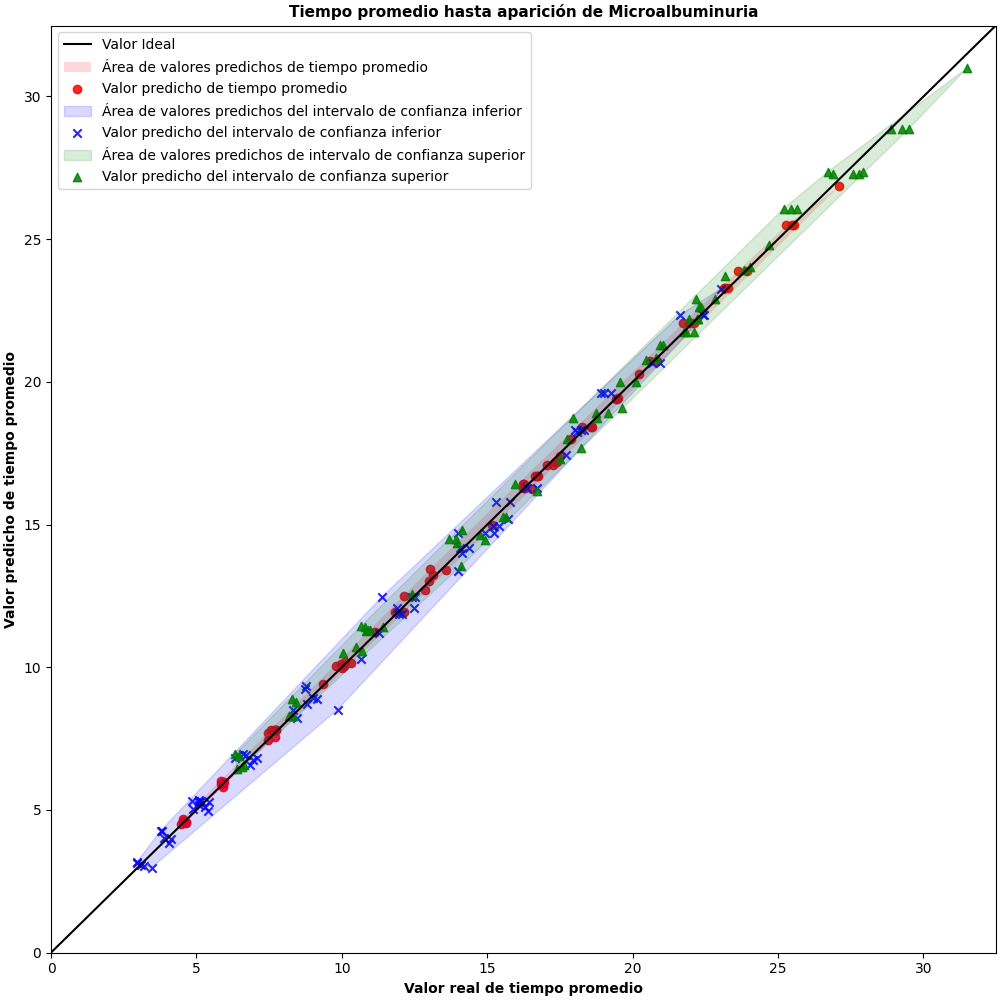 Tiempo promedio hasta aparición de Microalbuminuria
Valor Ideal
Área de valores predichos de tiempo promedio
Valor predicho de tiempo promedio
Área de valores predichos del intervalo de confianza inferior
Valor predicho del intervalo de confianza inferior
Área de valores predichos de intervalo de confianza superior
Valor predicho del intervalo de confianza superior
Valor predicho de tiempo promedio
30
25
20
15
10
5
0
0 5 10 15 20 25 30
Valor real de tiempo promedio